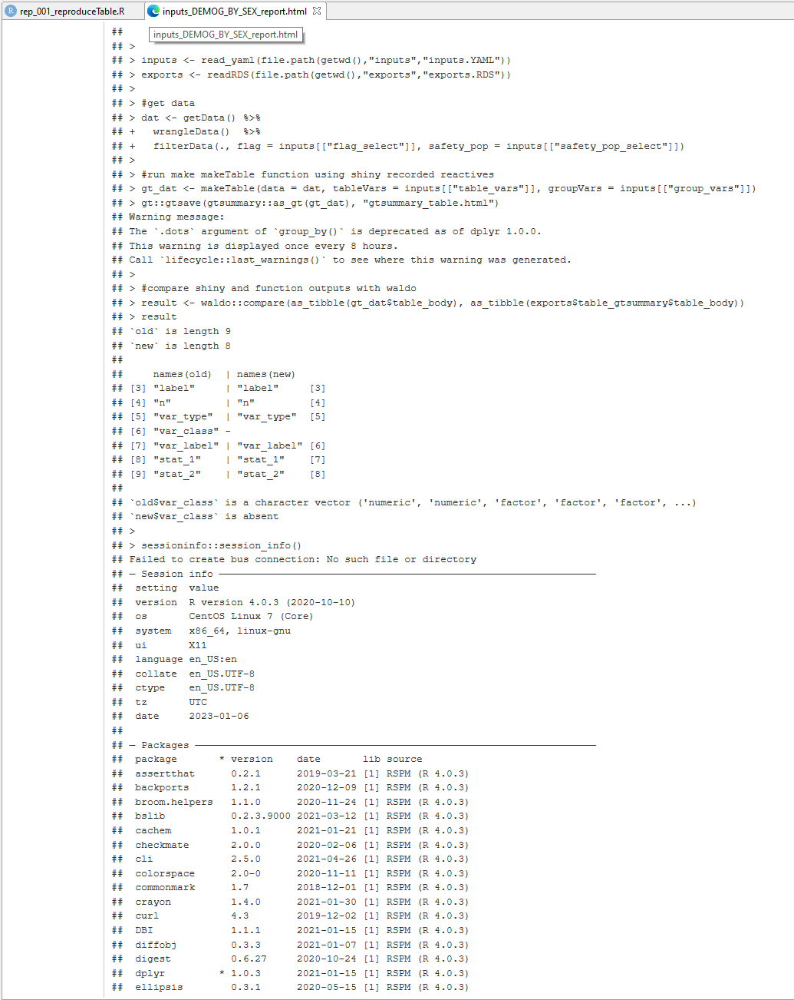 rep_001_reproduceTable.R
inputs_DEMOG_BY_SEX_report.html
##
inputs_DEMOG_BY_SEX_report.html
## >
## > inputs <- read_yaml(file.path(getwd(),"inputs","inputs.YAML"))
## > exports <- readRDS(file.path(getwd(),"exports","exports.RDS"))
## >
## > #get data
## > dat <- getData() %>%
## +   wrangleData()  %>%
## +   filterData(., flag = inputs[["flag_select"]], safety_pop = inputs[["safety_pop_select"]])
## >
## > #run make makeTable function using shiny recorded reactives
## > gt_dat <- makeTable(data = dat, tableVars = inputs[["table_vars"]], groupVars = inputs[["group_vars"]])
## > gt::gtsave(gtsummary::as_gt(gt_dat), "gtsummary_table.html")
## Warning message:
## The `.dots` argument of `group_by()` is deprecated as of dplyr 1.0.0.
## This warning is displayed once every 8 hours.
## Call `lifecycle::last_warnings()` to see where this warning was generated.
## >
## > #compare shiny and function outputs with waldo
## > result <- waldo::compare(as_tibble(gt_dat$table_body), as_tibble(exports$table_gtsummary$table_body))
## > result
## `old` is length 9
## `new` is length 8
##
##     names(old)  | names(new)
## [3] "label"     | "label"     [3]
## [4] "n"         | "n"         [4]
## [5] "var_type"  | "var_type"  [5]
## [6] "var_class" -
## [7] "var_label" | "var_label" [6]
## [8] "stat_1"    | "stat_1"    [7]
## [9] "stat_2"    | "stat_2"    [8]
##
## `old$var_class` is a character vector ('numeric', 'numeric', 'factor', 'factor', 'factor', ...)
## `new$var_class` is absent
## >
## > sessioninfo::session_info()
## Failed to create bus connection: No such file or directory
## ─ Session info ───────────────────────────────────────────────────────────────
##  setting  value
##  version  R version 4.0.3 (2020-10-10)
##  os       CentOS Linux 7 (Core)
##  system   x86_64, linux-gnu
##  ui       X11
##  language en_US:en
##  collate  en_US.UTF-8
##  ctype    en_US.UTF-8
##  tz       UTC
##  date     2023-01-06
##
## ─ Packages ───────────────────────────────────────────────────────────────────
##  package       * version    date       lib source
##  assertthat      0.2.1      2019-03-21 [1] RSPM (R 4.0.3)
##  backports       1.2.1      2020-12-09 [1] RSPM (R 4.0.3)
##  broom.helpers   1.1.0      2020-11-24 [1] RSPM (R 4.0.3)
##  bslib           0.2.3.9000 2021-03-12 [1] RSPM (R 4.0.3)
##  cachem          1.0.1      2021-01-21 [1] RSPM (R 4.0.3)
##  checkmate       2.0.0      2020-02-06 [1] RSPM (R 4.0.3)
##  cli             2.5.0      2021-04-26 [1] RSPM (R 4.0.3)
##  colorspace      2.0-0      2020-11-11 [1] RSPM (R 4.0.3)
##  commonmark      1.7        2018-12-01 [1] RSPM (R 4.0.3)
##  crayon          1.4.0      2021-01-30 [1] RSPM (R 4.0.3)
##  curl            4.3        2019-12-02 [1] RSPM (R 4.0.3)
##  DBI             1.1.1      2021-01-15 [1] RSPM (R 4.0.3)
##  diffobj         0.3.3      2021-01-07 [1] RSPM (R 4.0.3)
##  digest          0.6.27     2020-10-24 [1] RSPM (R 4.0.3)
##  dplyr         * 1.0.3      2021-01-15 [1] RSPM (R 4.0.3)
##  ellipsis        0.3.1      2020-05-15 [1] RSPM (R 4.0.3)